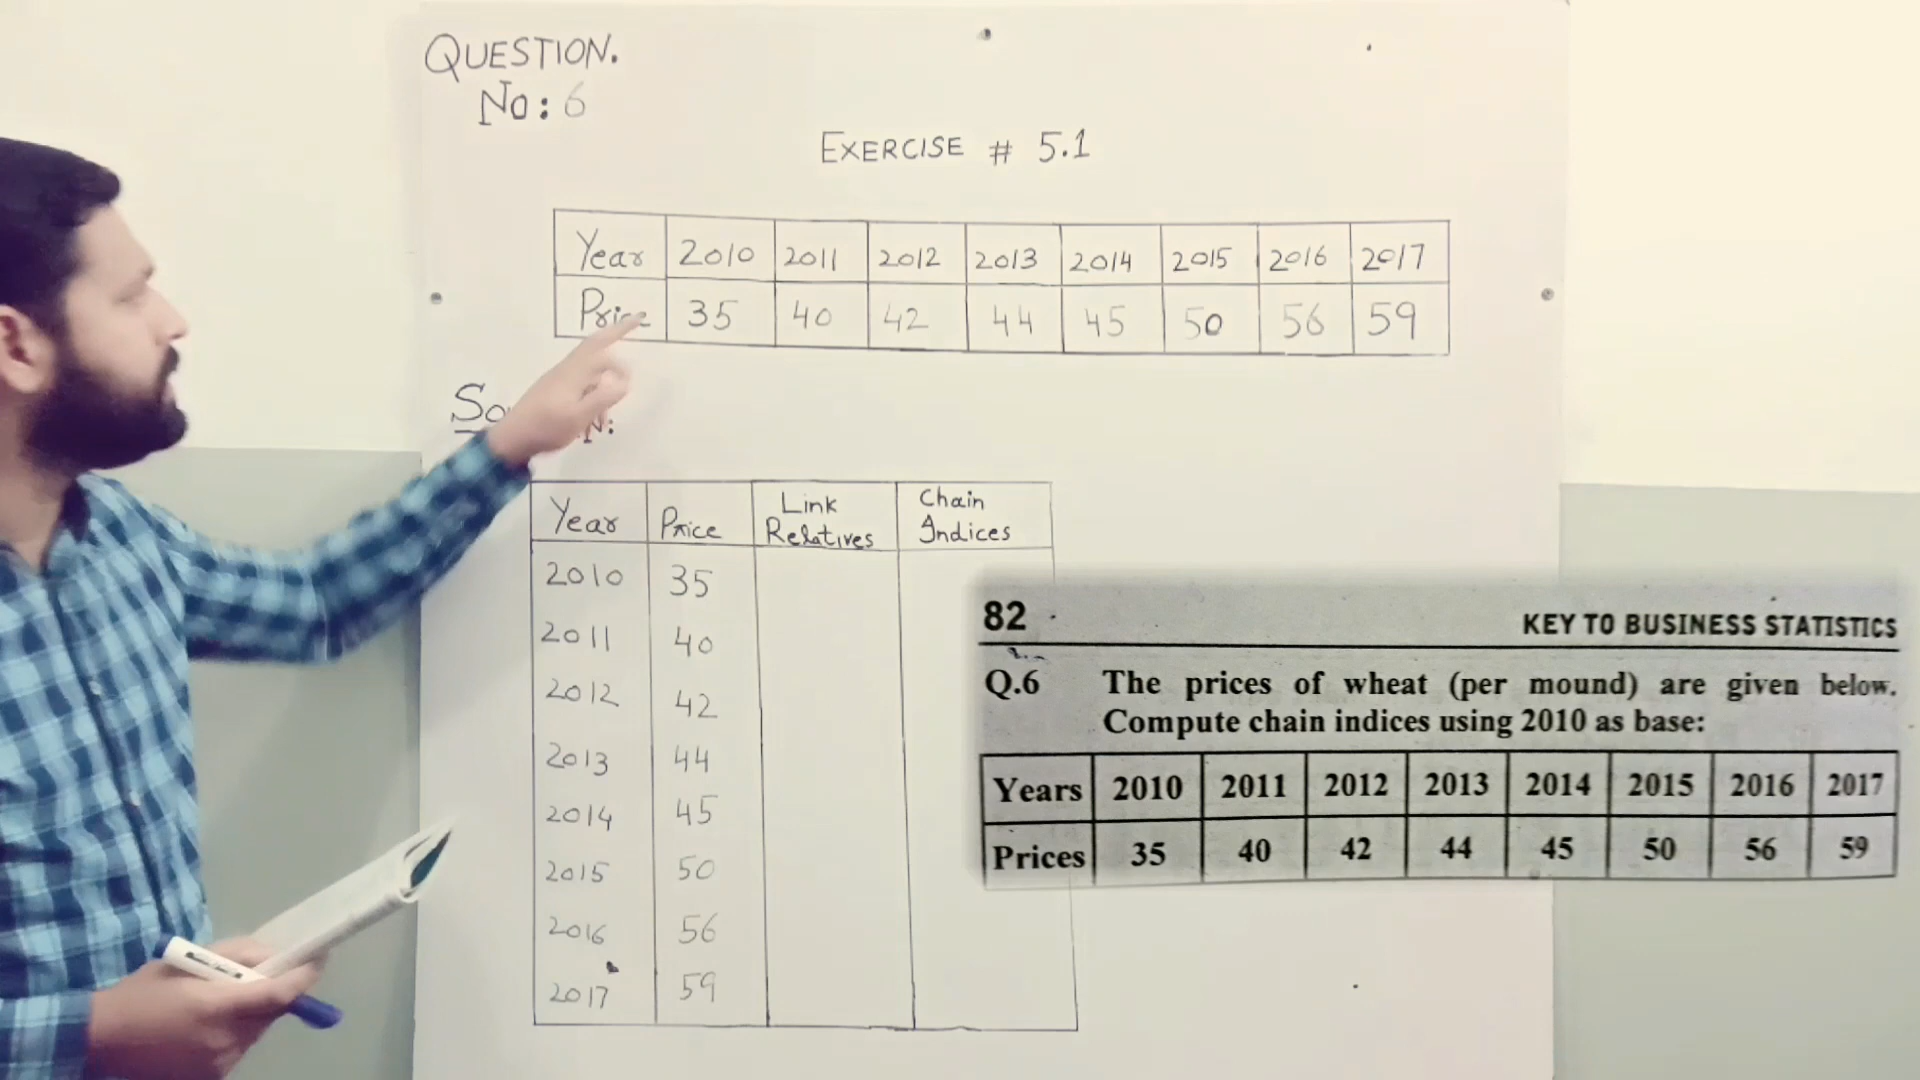 QUESTION.
No: 6
EXERCISE # 5.1
Year 2010 2011 2012 2013 2014 2015 2016 2017
Price 35 40 42 44 45 50 56 59
Year Price Link Relatives Chain Indices
2010 35
2011 40
2012 42
2013 44
2014 45
2015 50
2016 56
2017 59
82 KEY TO BUSINESS STATISTICS
Q.6 The prices of wheat (per mound) are given below.
Compute chain indices using 2010 as base:
Years 2010 2011 2012 2013 2014 2015 2016 2017
Prices 35 40 42 44 45 50 56 59